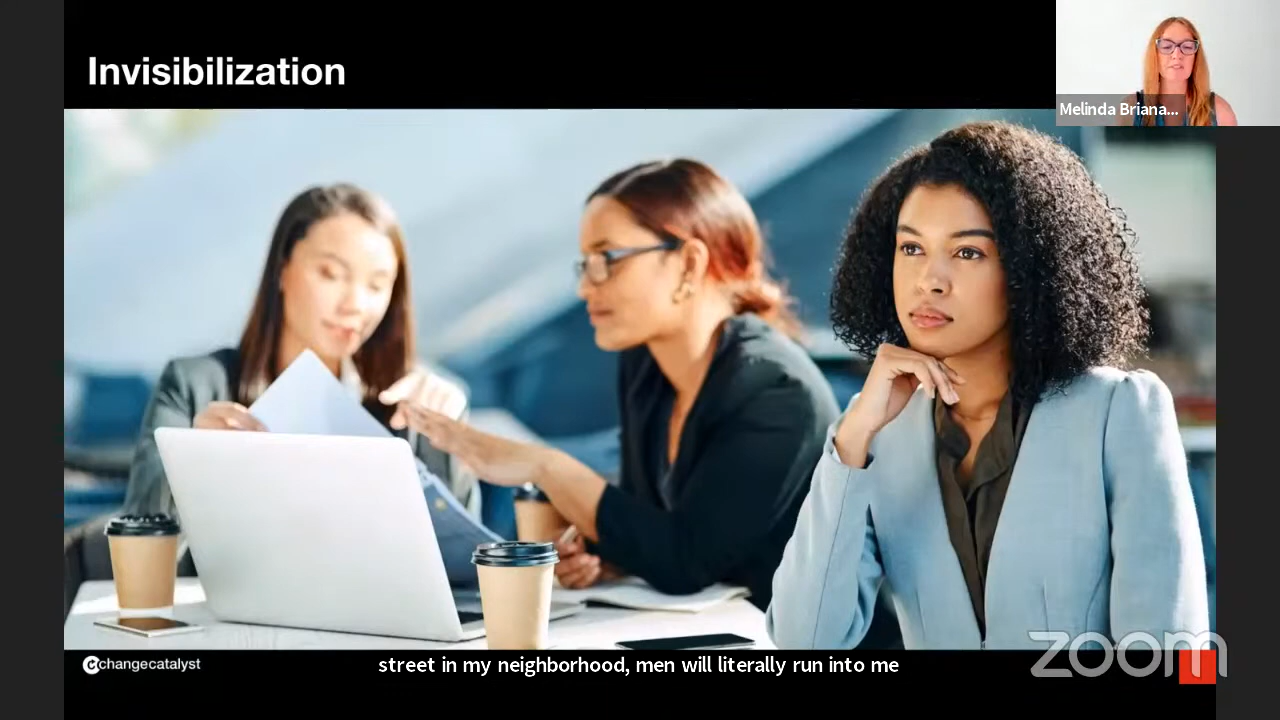 Invisibilization
Melinda Briana...
changecatalyst
street in my neighborhood, men will literally run into me
zoom